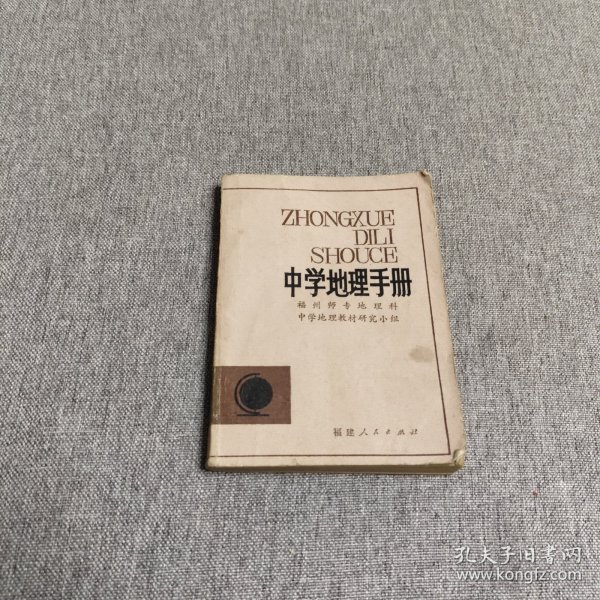 ZHONGXUE
DILI
SHOUCE
中学地理手册
福州师专地理科
中学地理教材研究小组
福建人民出版社
孔夫子旧书网
www.kongfz.com